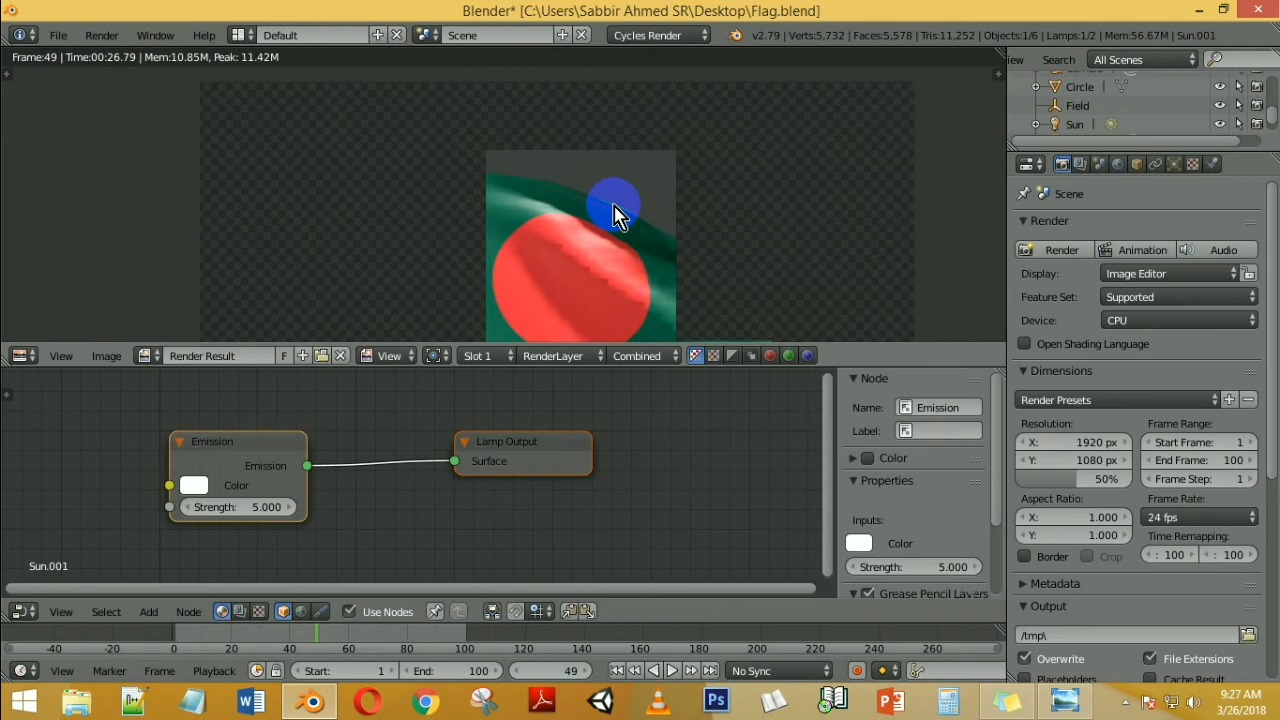 Blender* [C:\Users\Sabbir Ahmed SR\Desktop\Flag.blend]
File Render Window Help Default Scene Cycles Render v2.79 | Verts:5,732 | Faces:5,578 | Tris:11,252 | Objects:1/6 | Lamps:1/2 | Mem:56.67M | Sun.001
Frame:49 | Time:00:26.79 | Mem:10.85M, Peak: 11.42M
iew Search All Scenes
Circle
Field
Sun
Scene
Render
Render Animation Audio
Display: Image Editor
Feature Set: Supported
Device: CPU
Open Shading Language
Dimensions
Render Presets
Resolution: Frame Range:
X: 1920 px Start Frame: 1
Y: 1080 px End Frame: 100
50% Frame Step: 1
Aspect Ratio: Frame Rate:
X: 1.000 24 fps
Y: 1.000 Time Remapping:
Border Crop : 100 : 100
Metadata
Output
/tmp\
Overwrite File Extensions
Placeholders Cache Result
View Image Render Result F View Slot 1 RenderLayer Combined
Emission
Emission
Color
Strength: 5.000
Lamp Output
Surface
Sun.001
Node
Name: Emission
Label:
Color
Properties
Inputs:
Color
Strength: 5.000
Grease Pencil Layers
View Select Add Node Use Nodes
-40 -20 0 20 40 60 80 100 120 140 160 180 200 220 240 260
View Marker Frame Playback Start: 1 End: 100 49 No Sync
9:27 AM
3/26/2018